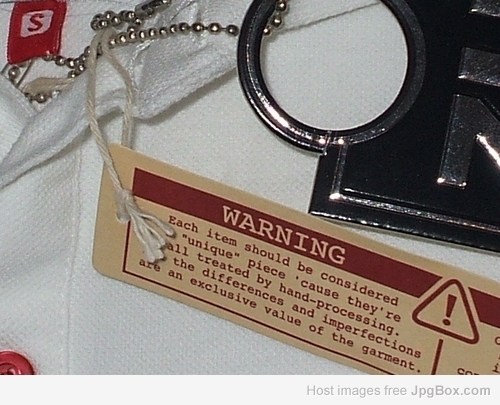 S
WARNING
Each item should be considered
"unique" piece 'cause they're
all treated by hand-processing.
the differences and imperfections
are an exclusive value of the garment.
Host images free JpgBox.com